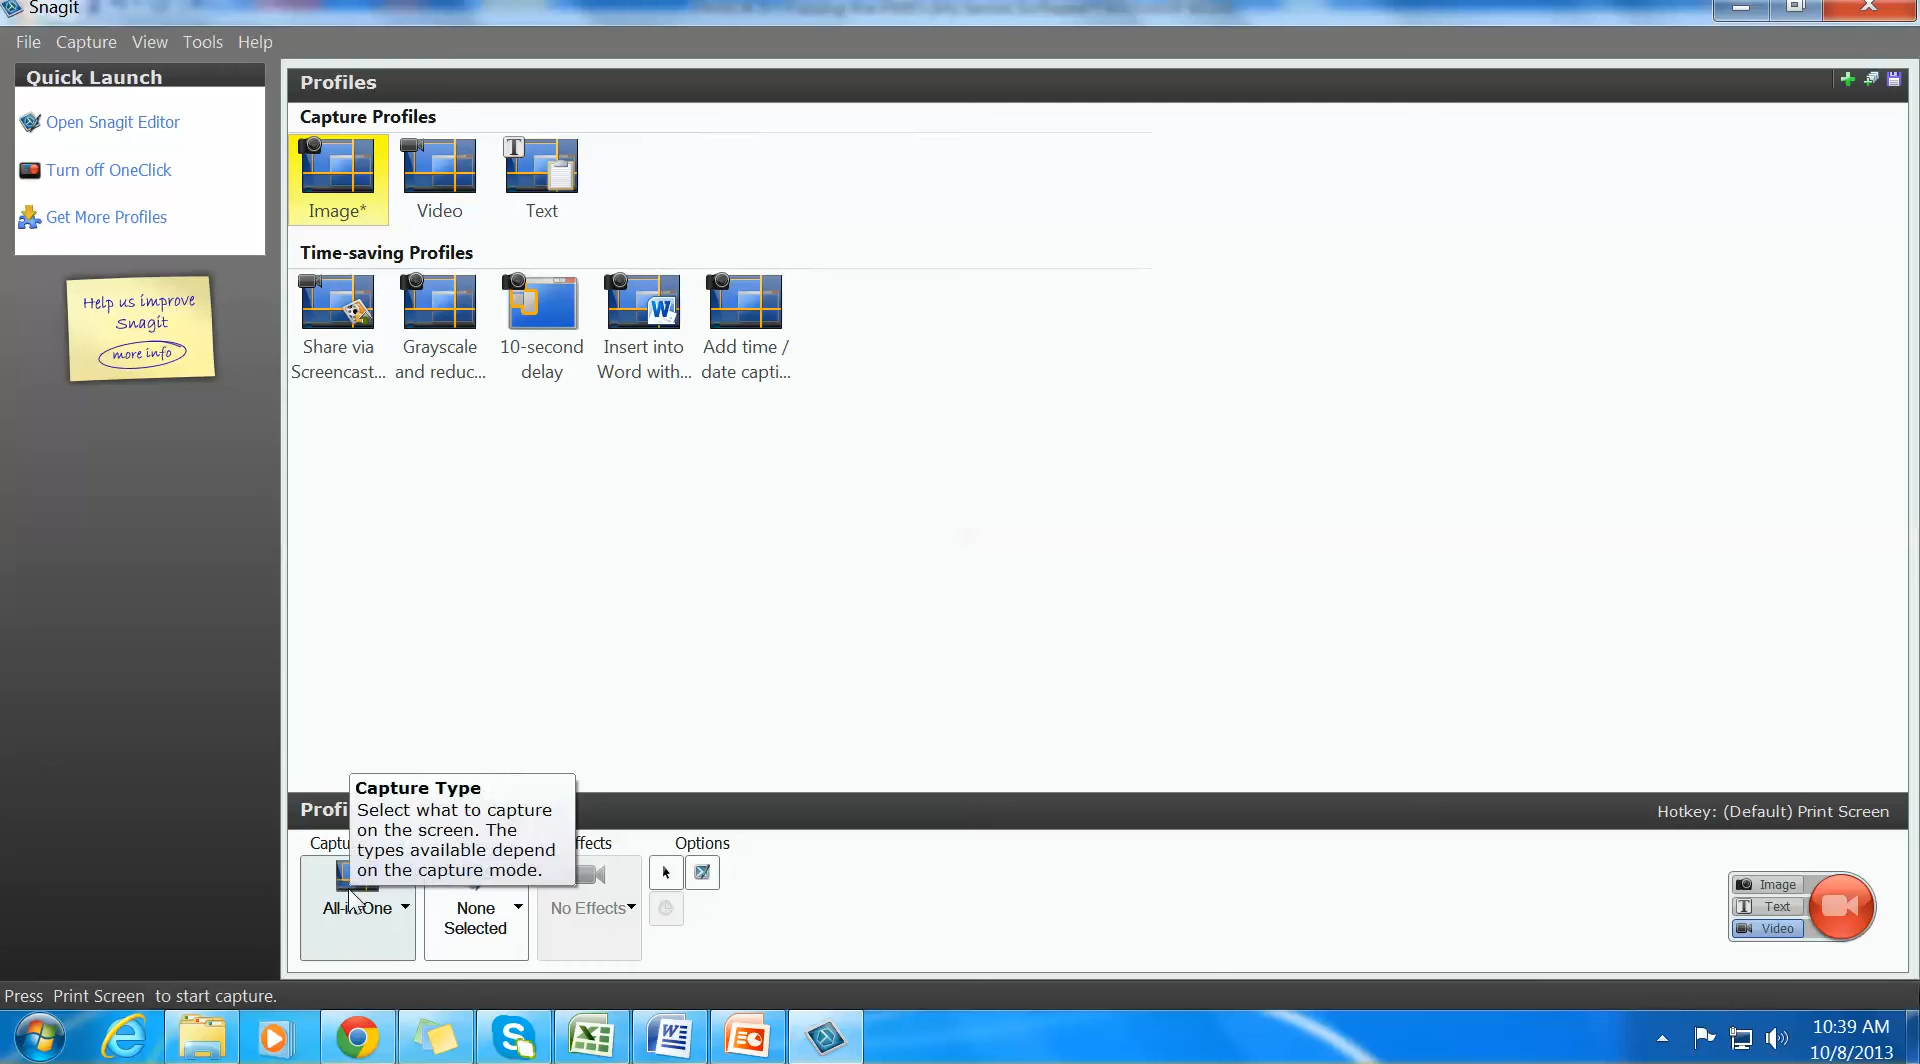 Snagit
File Capture View Tools Help
Quick Launch
Open Snagit Editor
Turn off OneClick
Get More Profiles
Help us improve
Snagit
more info
Profiles
Capture Profiles
Image*
Video
Text
Time-saving Profiles
Share via
Screencast...
Grayscale
and reduc...
10-second
delay
Insert into
Word with...
Add time /
date capti...
Capture Type
Select what to capture
on the screen. The
types available depend
on the capture mode.
Profi
Hotkey: (Default) Print Screen
Captu
ffects
Options
All-in-One
None
Selected
No Effects
Image
T Text
Video
Press Print Screen to start capture.
10:39 AM
10/8/2013